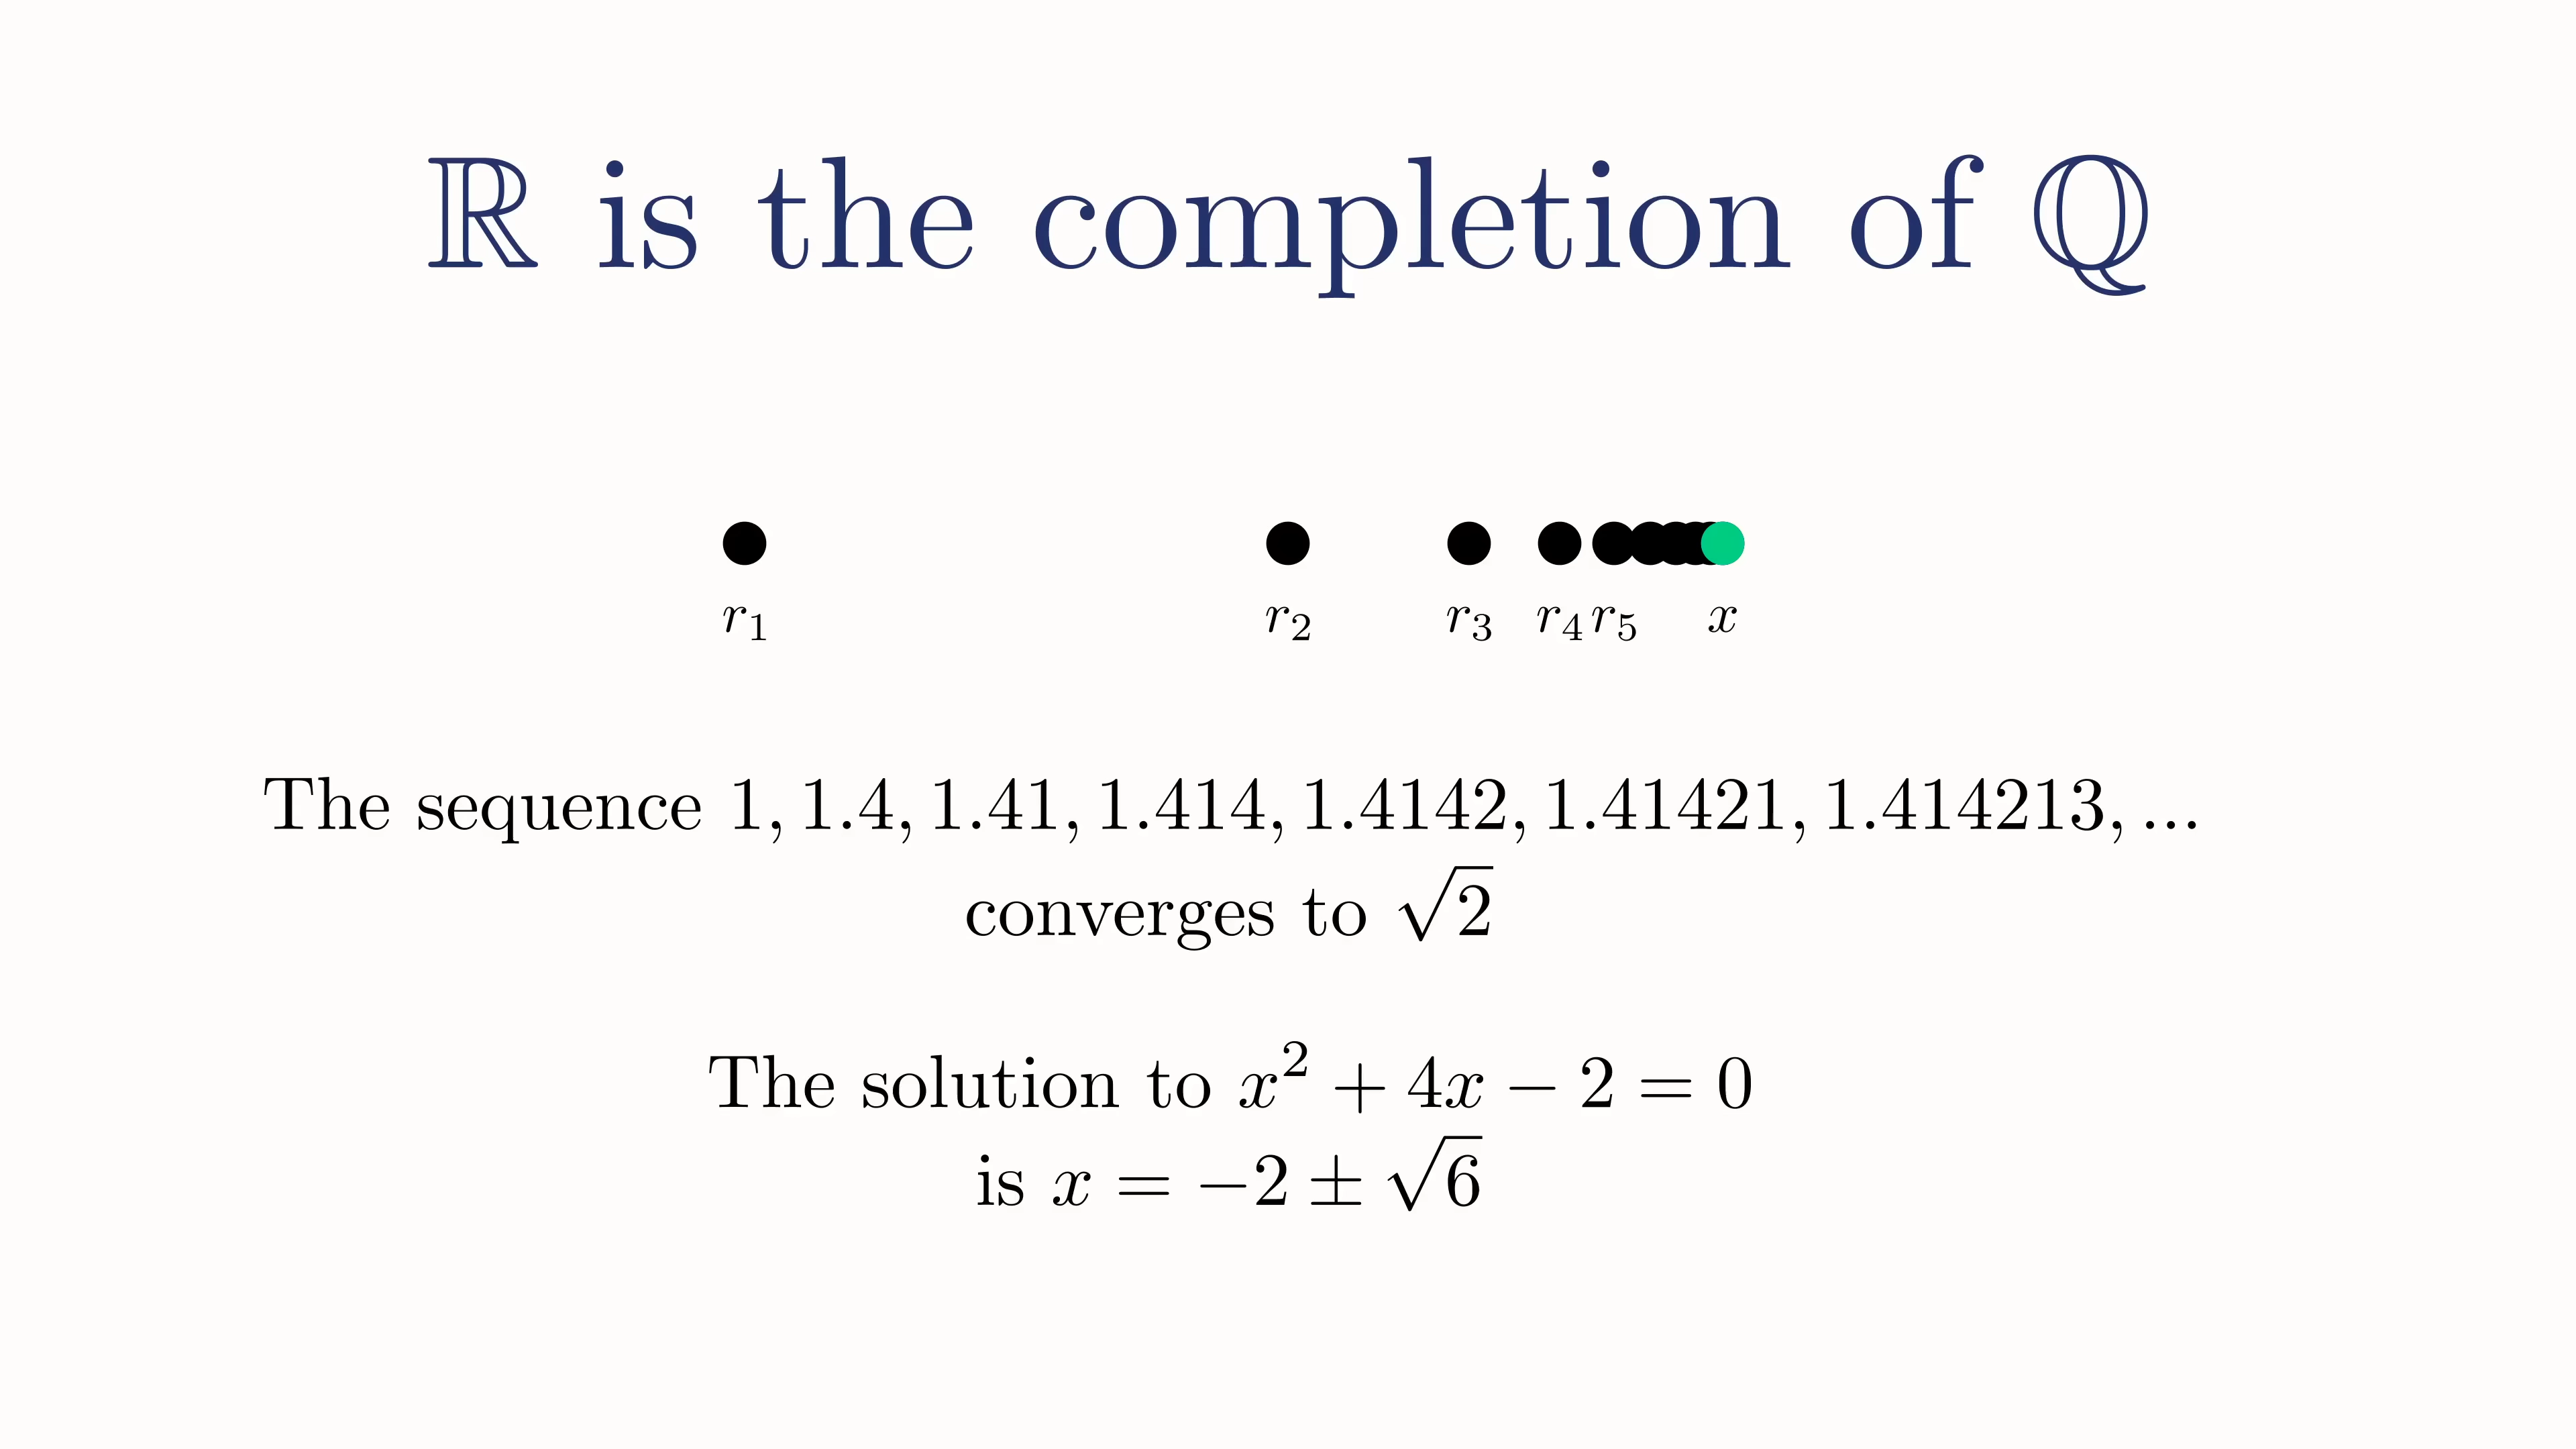 ℝ is the completion of ℚ
r₁ r₂ r₃ r₄ r₅ x
The sequence 1, 1.4, 1.41, 1.414, 1.4142, 1.41421, 1.414213, ...
converges to √2
The solution to x² + 4x − 2 = 0
is x = −2 ± √6